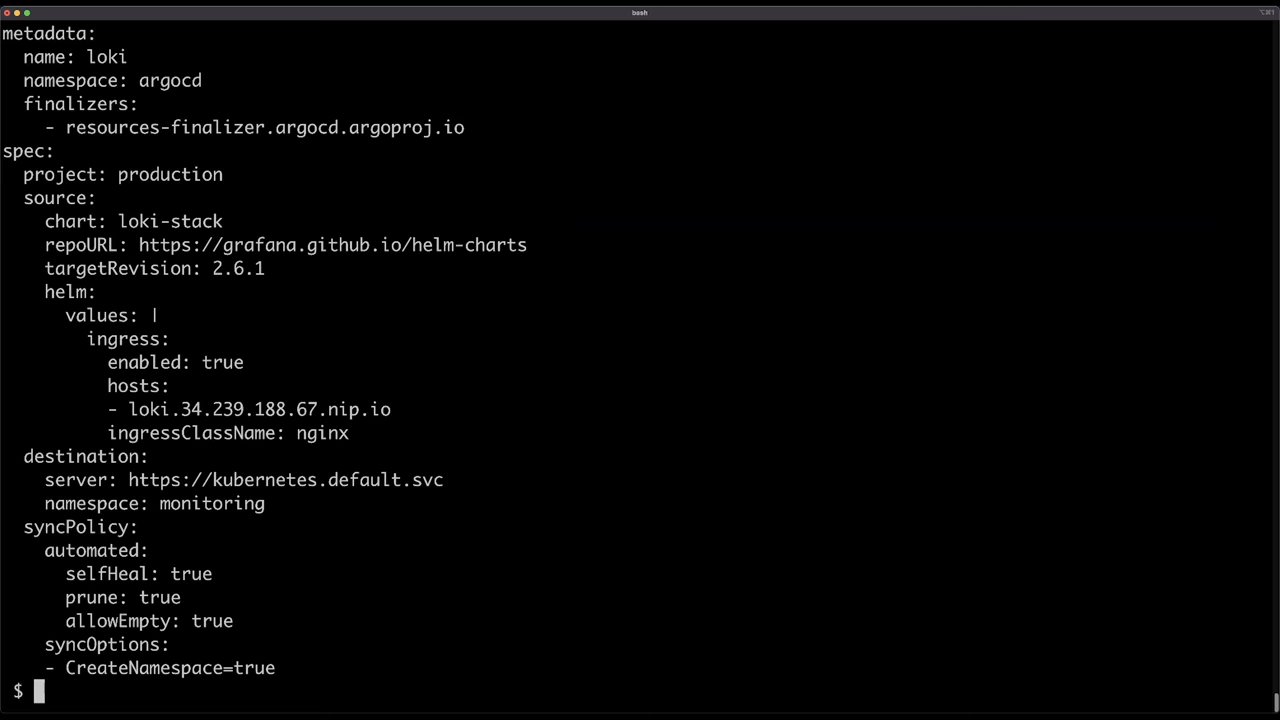 bash
⌥⌘1
metadata:
  name: loki
  namespace: argocd
  finalizers:
    - resources-finalizer.argocd.argoproj.io
spec:
  project: production
  source:
    chart: loki-stack
    repoURL: https://grafana.github.io/helm-charts
    targetRevision: 2.6.1
    helm:
      values: |
        ingress:
          enabled: true
          hosts:
          - loki.34.239.188.67.nip.io
          ingressClassName: nginx
  destination:
    server: https://kubernetes.default.svc
    namespace: monitoring
  syncPolicy:
    automated:
      selfHeal: true
      prune: true
      allowEmpty: true
    syncOptions:
    - CreateNamespace=true
 $